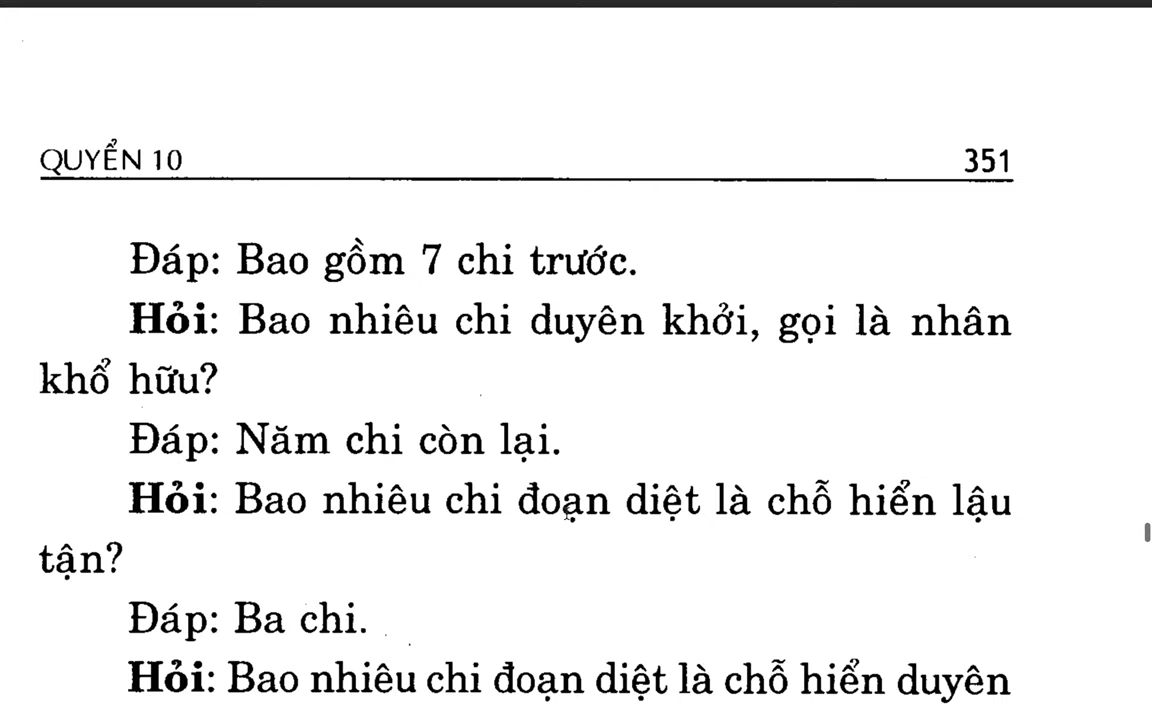 QUYỂN 10 351
Đáp: Bao gồm 7 chi trước.
Hỏi: Bao nhiêu chi duyên khởi, gọi là nhân
khổ hữu?
Đáp: Năm chi còn lại.
Hỏi: Bao nhiêu chi đoạn diệt là chỗ hiển lậu
tận?
Đáp: Ba chi.
Hỏi: Bao nhiêu chi đoạn diệt là chỗ hiển duyên